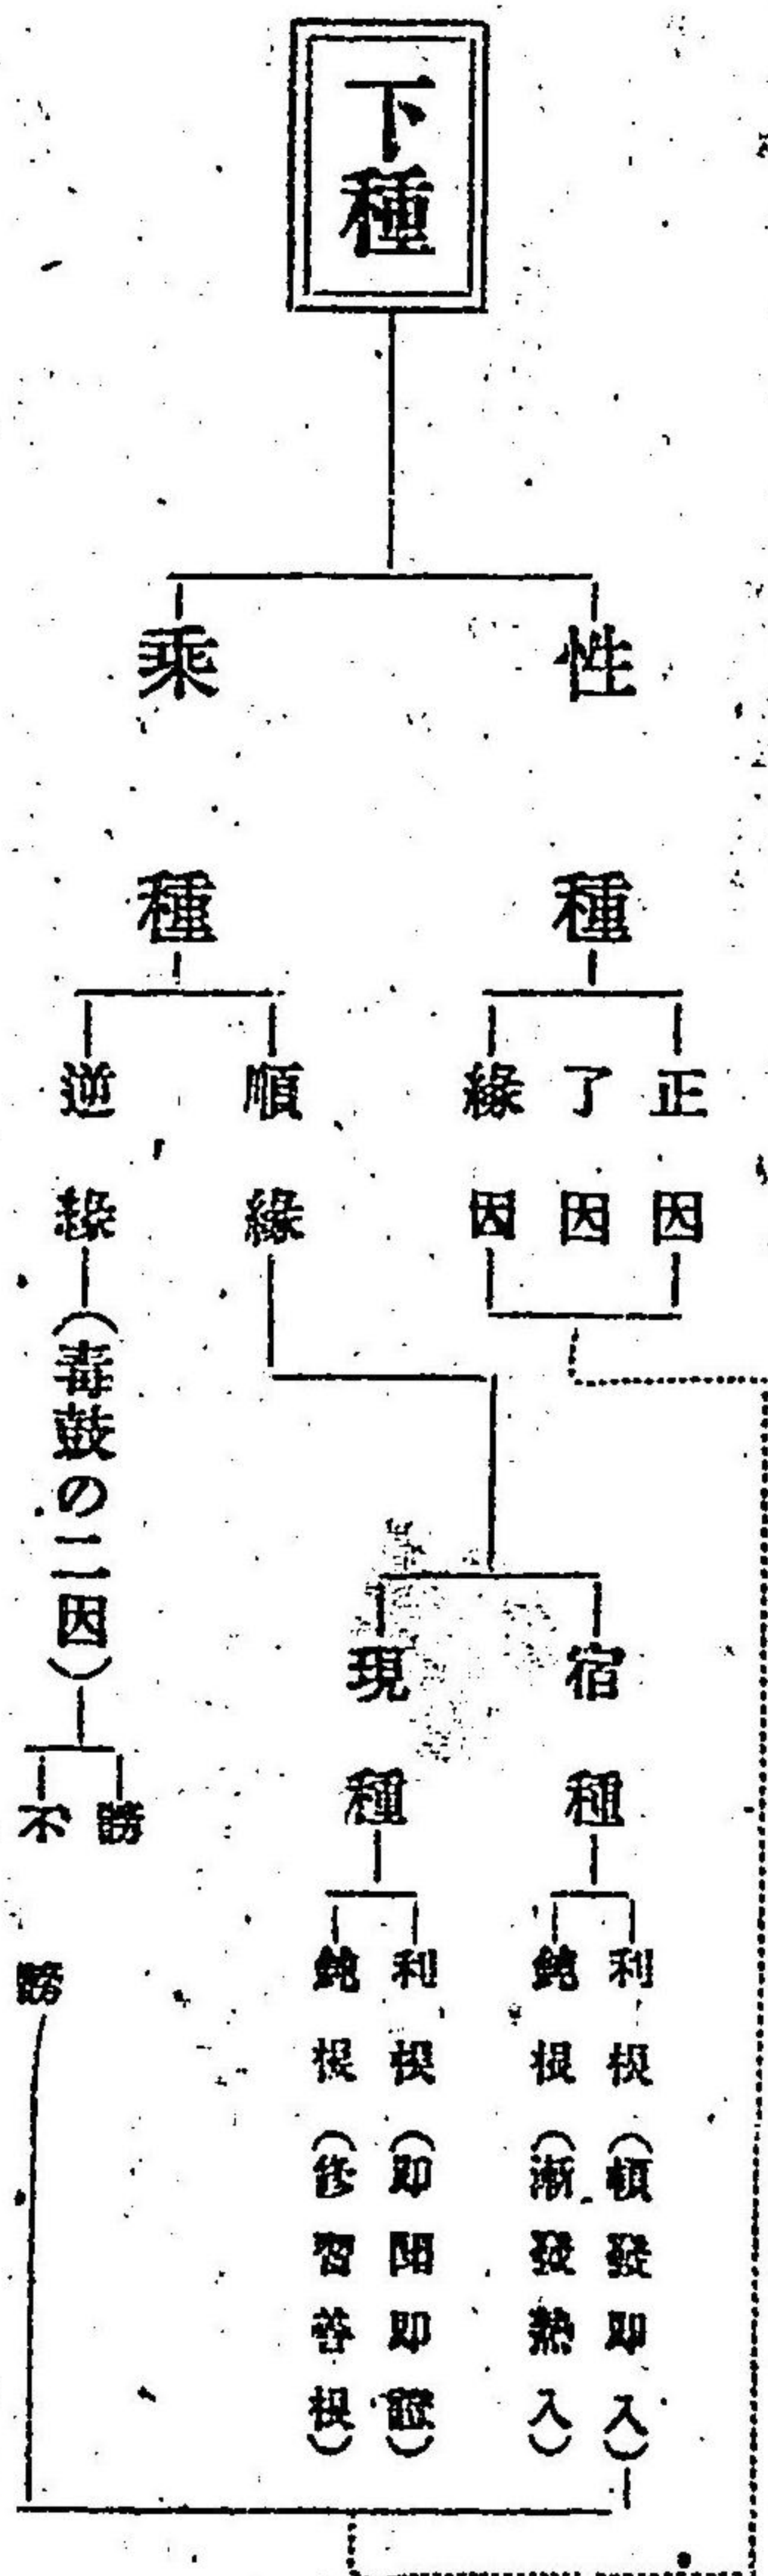 下種
性種
正因
了因
緣因
乘種
順緣
宿種
利根（頓發即入）
鈍根（漸發熟入）
現種
利根（即聞即證）
鈍根（修習善根）
逆緣（毒鼓の二因）
謗
不謗